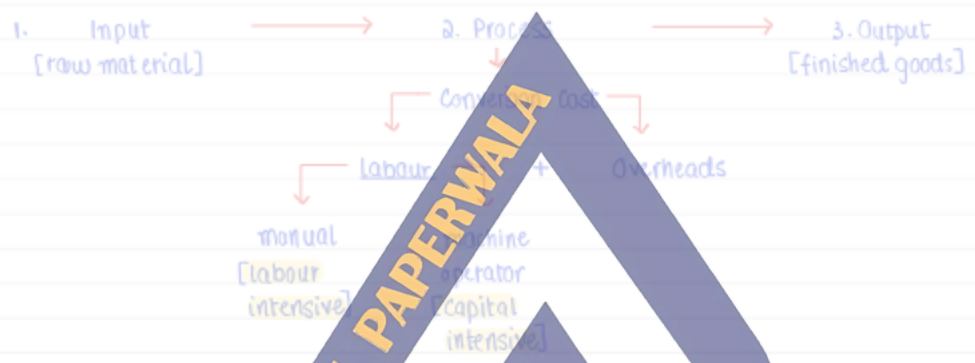 1. Input → 2. Process → 3. Output
[raw material] [finished goods]
Conversion Cost
Labour + Overheads
manual machine
[labour operator
intensive] [capital
intensive]
PAPERWALA